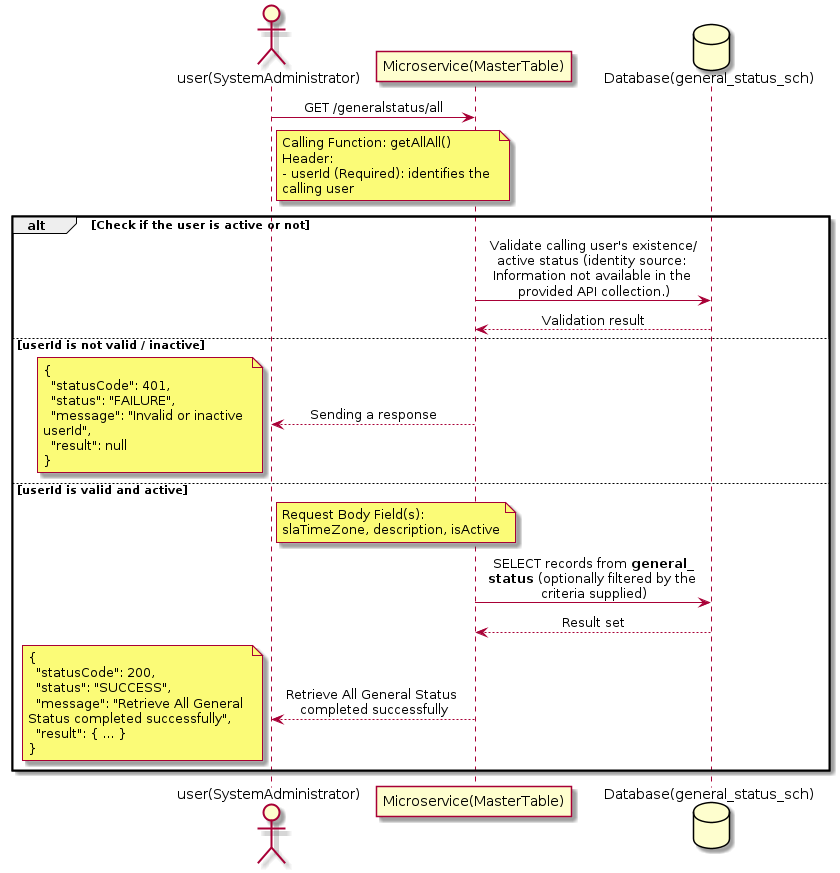 user(SystemAdministrator)
Microservice(MasterTable)
Database(general_status_sch)
GET /generalstatus/all
Calling Function: getAllAll()
Header:
- userId (Required): identifies the
calling user
alt
[Check if the user is active or not]
Validate calling user's existence/
active status (identity source:
Information not available in the
provided API collection.)
Validation result
[userId is not valid / inactive]
{
"statusCode": 401,
"status": "FAILURE",
"message": "Invalid or inactive
userId",
"result": null
}
Sending a response
[userId is valid and active]
Request Body Field(s):
slaTimeZone, description, isActive
SELECT records from general_
status (optionally filtered by the
criteria supplied)
Result set
{
"statusCode": 200,
"status": "SUCCESS",
"message": "Retrieve All General
Status completed successfully",
"result": { ... }
}
Retrieve All General Status
completed successfully
user(SystemAdministrator)
Microservice(MasterTable)
Database(general_status_sch)